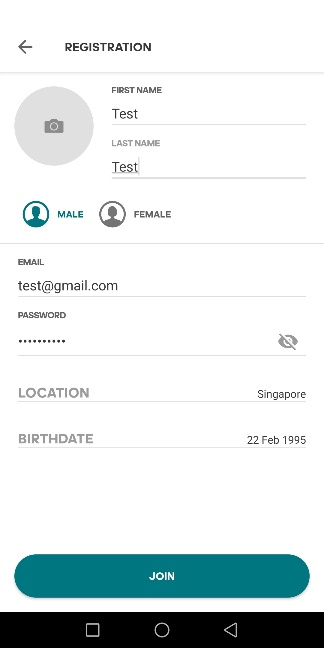 REGISTRATION
FIRST NAME
Test
LAST NAME
Test
MALE
FEMALE
EMAIL
test@gmail.com
PASSWORD
••••••••••
LOCATION
Singapore
BIRTHDATE
22 Feb 1995
JOIN